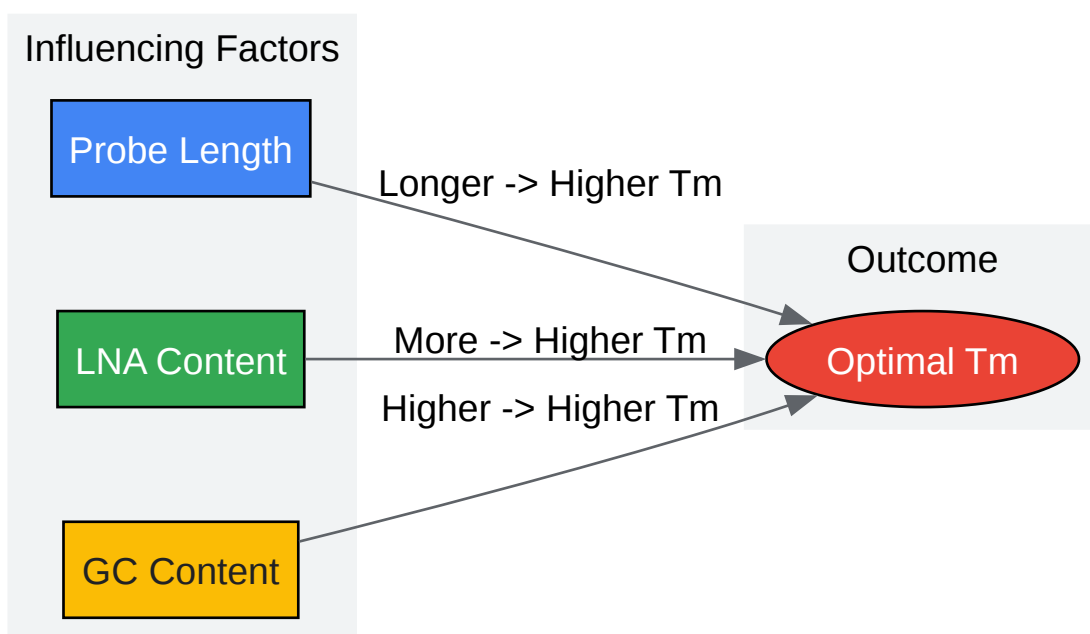 Influencing Factors
Probe Length
Longer -> Higher Tm
Outcome
LNA Content
More -> Higher Tm
Optimal Tm
Higher -> Higher Tm
GC Content